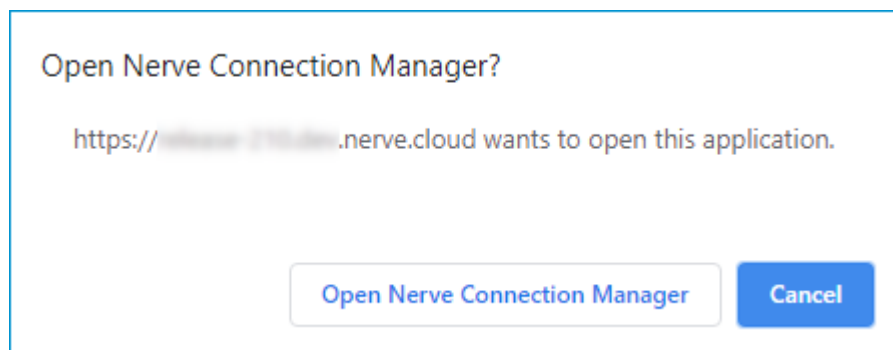 Open Nerve Connection Manager?
https:// .nerve.cloud wants to open this application.
Open Nerve Connection Manager
Cancel